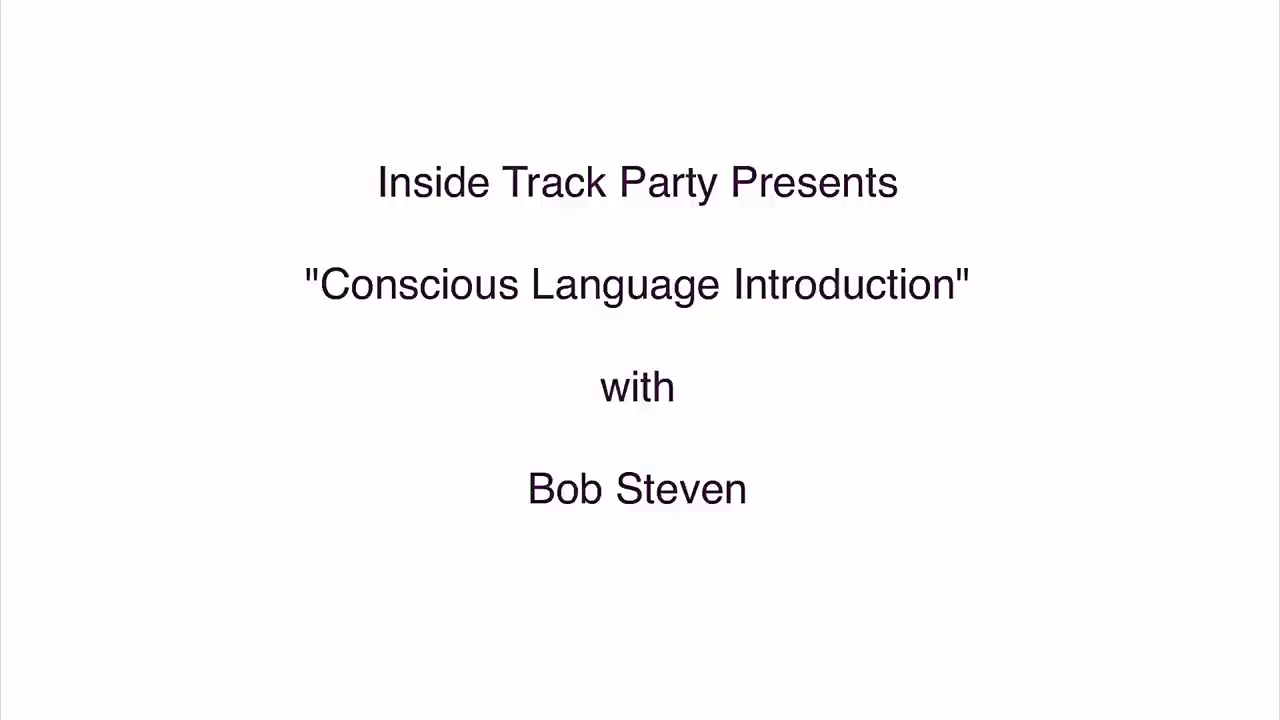 Inside Track Party Presents
"Conscious Language Introduction"
with
Bob Steven